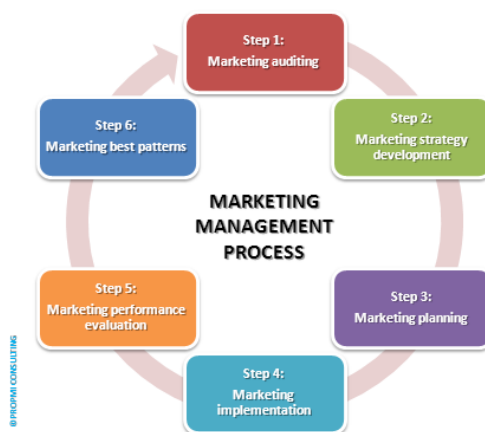 Step 1:
Marketing auditing
Step 2:
Marketing strategy
development
Step 3:
Marketing planning
Step 4:
Marketing
implementation
Step 5:
Marketing performance
evaluation
Step 6:
Marketing best patterns
MARKETING
MANAGEMENT
PROCESS
© PROPMI CONSULTING